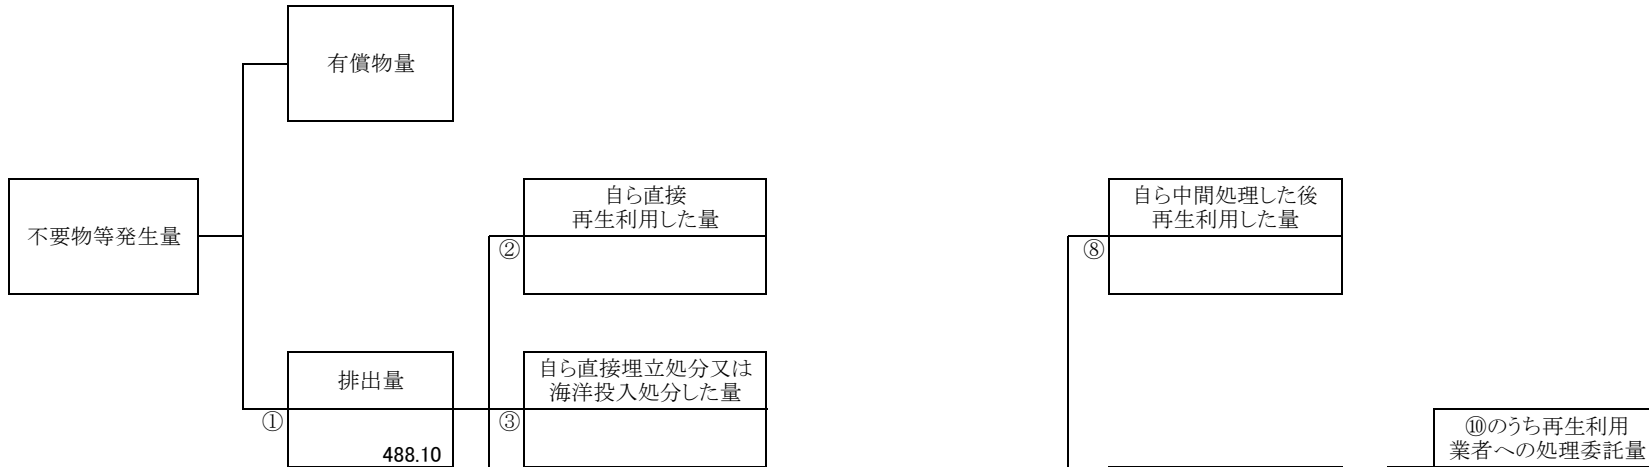 有償物量
不要物等発生量
自ら直接
再生利用した量
②
自ら中間処理した後
再生利用した量
⑧
排出量
①
488.10
自ら直接埋立処分又は
海洋投入処分した量
③
⑩のうち再生利用
業者への処理委託量